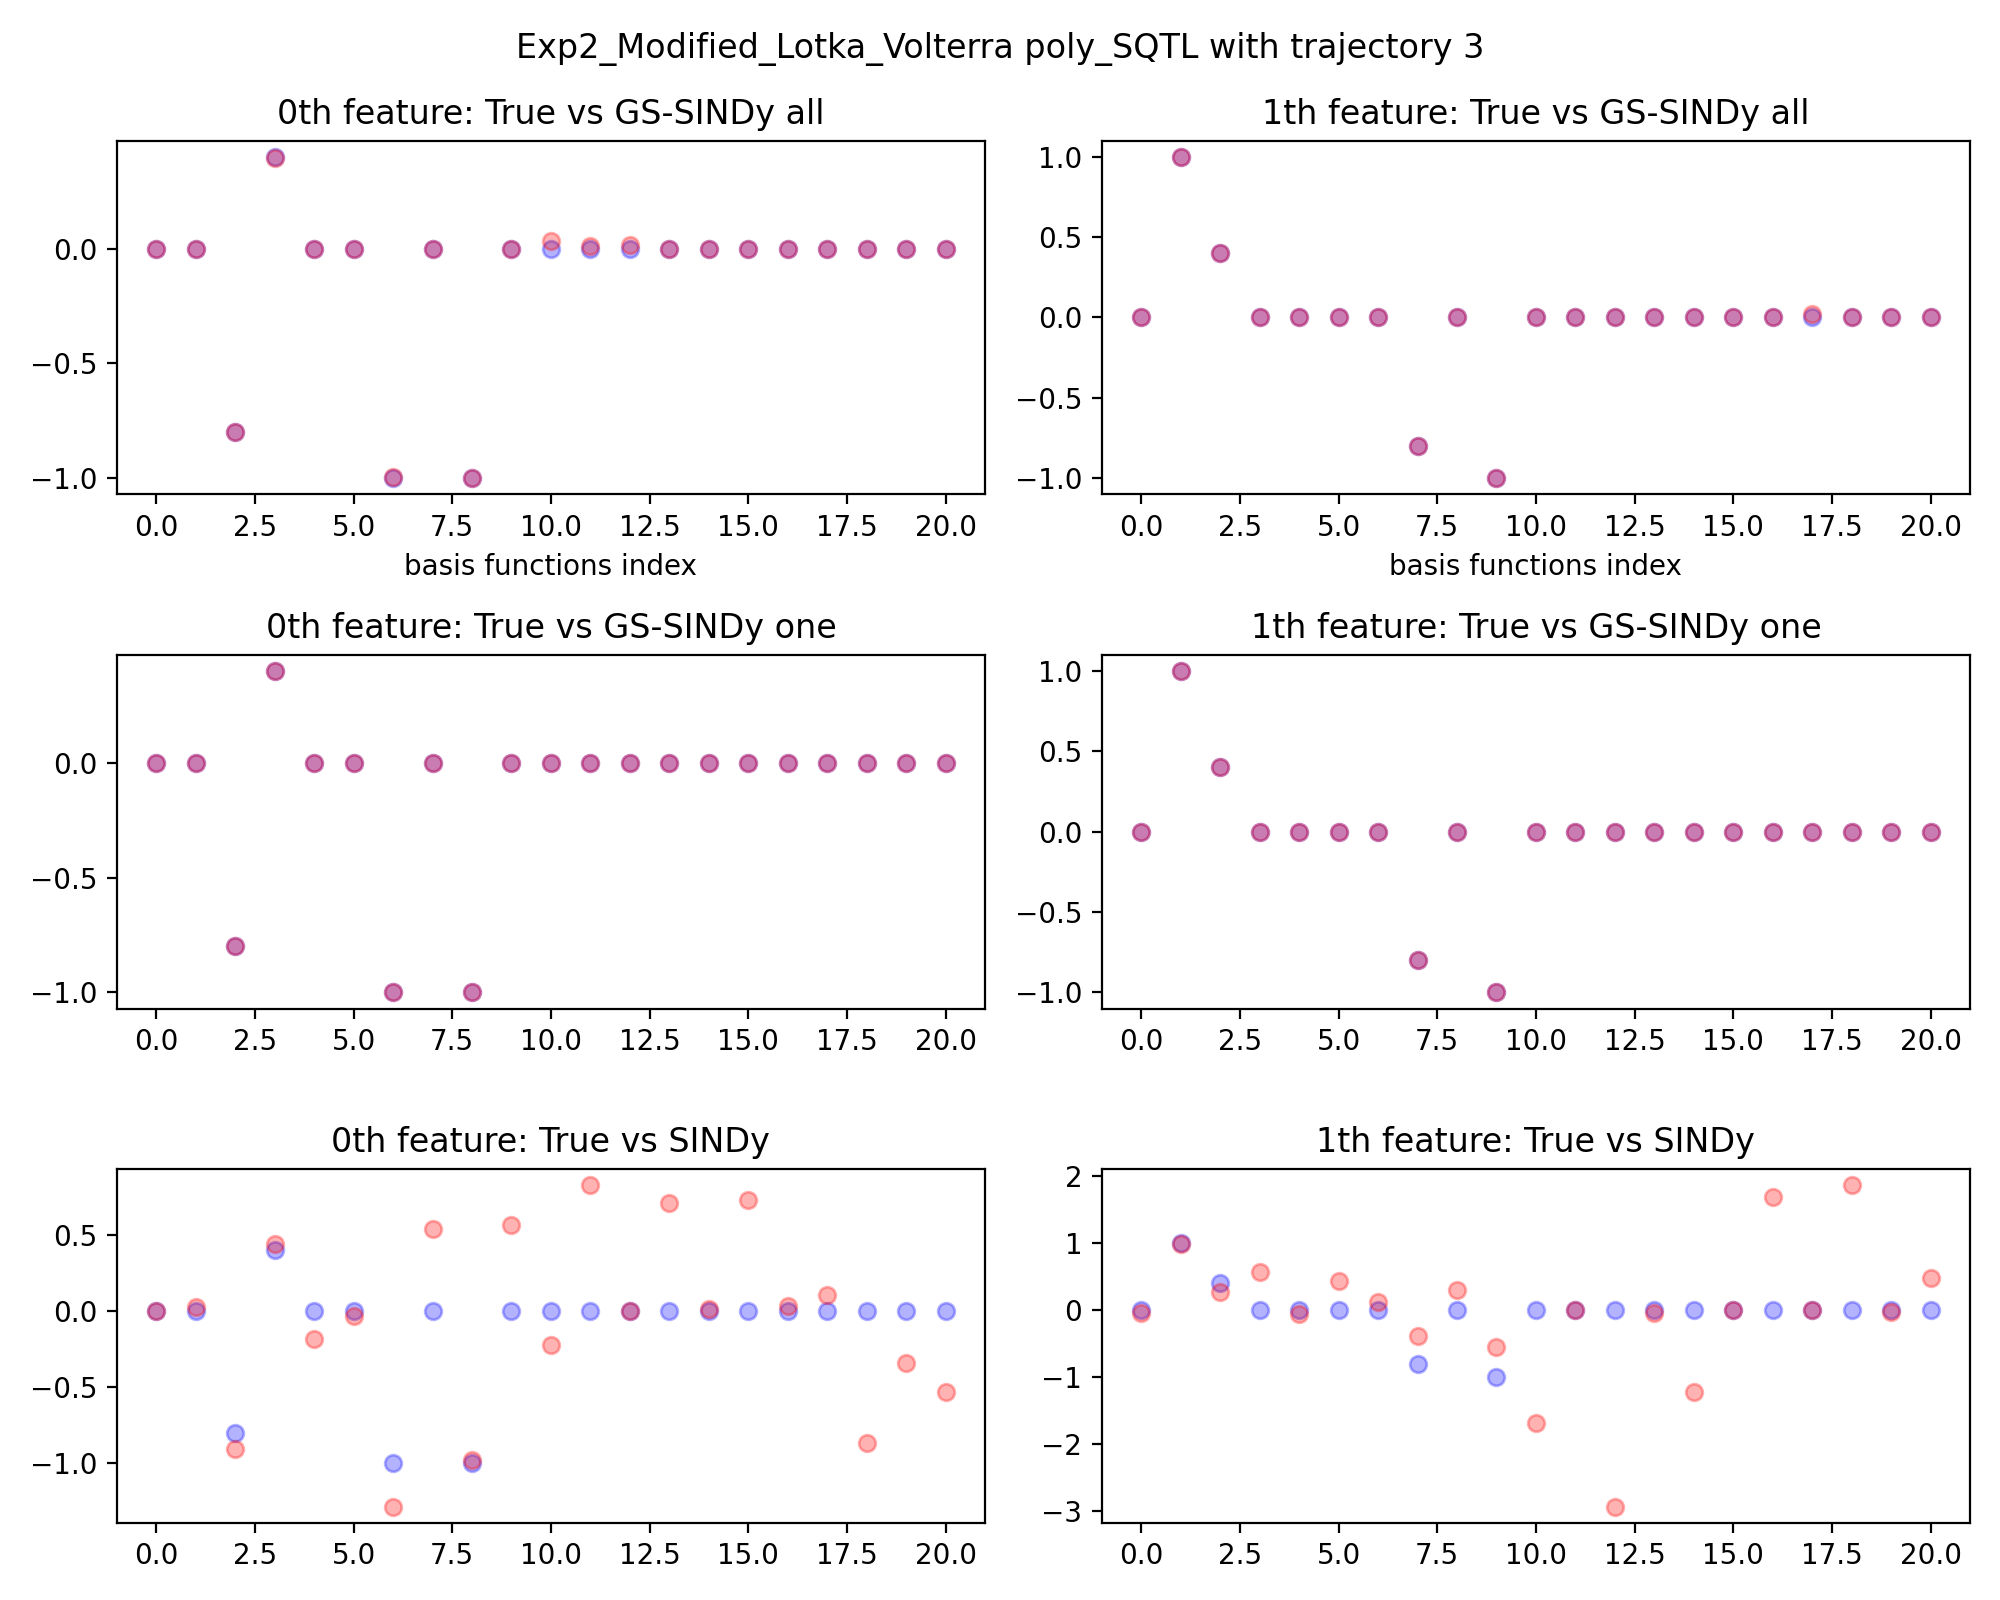 Exp2_Modified_Lotka_Volterra poly_SQTL with trajectory 3
0th feature: True vs GS-SINDy all
0.0
−0.5
−1.0
0.0 2.5 5.0 7.5 10.0 12.5 15.0 17.5 20.0
basis functions index
1th feature: True vs GS-SINDy all
1.0
0.5
0.0
−0.5
−1.0
0.0 2.5 5.0 7.5 10.0 12.5 15.0 17.5 20.0
basis functions index
0th feature: True vs GS-SINDy one
0.0
−0.5
−1.0
0.0 2.5 5.0 7.5 10.0 12.5 15.0 17.5 20.0
1th feature: True vs GS-SINDy one
1.0
0.5
0.0
−0.5
−1.0
0.0 2.5 5.0 7.5 10.0 12.5 15.0 17.5 20.0
0th feature: True vs SINDy
0.5
0.0
−0.5
−1.0
0.0 2.5 5.0 7.5 10.0 12.5 15.0 17.5 20.0
1th feature: True vs SINDy
2
1
0
−1
−2
−3
0.0 2.5 5.0 7.5 10.0 12.5 15.0 17.5 20.0